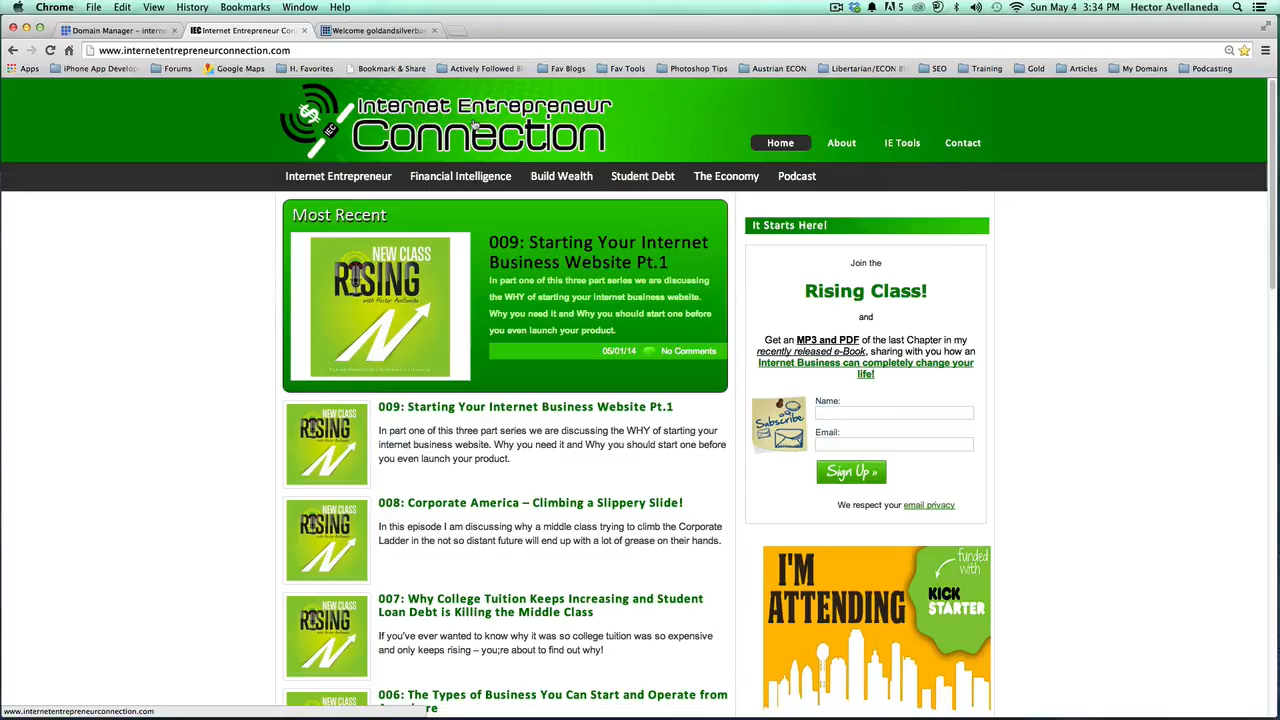 Chrome File Edit View History Bookmarks Window Help 5 Sun May 4 3:34 PM Hector Avellaneda
Domain Manager – interne IEC Internet Entrepreneur Con Welcome goldandsilverbu
www.internetentrepreneurconnection.com
Apps iPhone App Develop Forums Google Maps H. Favorites Bookmark & Share Actively Followed Bl Fav Blogs Fav Tools Photoshop Tips Austrian ECON Libertarian/ECON Bl SEO Training Gold Articles My Domains Podcasting
$ IEC Internet Entrepreneur
Connection
Home About IE Tools Contact
Internet Entrepreneur Financial Intelligence Build Wealth Student Debt The Economy Podcast
Most Recent
NEW CLASS
RISING
with Hector Avellaneda
009: Starting Your Internet
Business Website Pt.1
In part one of this three part series we are discussing
the WHY of starting your internet business website.
Why you need it and Why you should start one before
you even launch your product.
05/01/14 No Comments
NEW CLASS
RISING
009: Starting Your Internet Business Website Pt.1
In part one of this three part series we are discussing the WHY of starting your
internet business website. Why you need it and Why you should start one before
you even launch your product.
NEW CLASS
RISING
008: Corporate America – Climbing a Slippery Slide!
In this episode I am discussing why a middle class trying to climb the Corporate
Ladder in the not so distant future will end up with a lot of grease on their hands.
NEW CLASS
RISING
007: Why College Tuition Keeps Increasing and Student
Loan Debt is Killing the Middle Class
If you've ever wanted to know why it was so college tuition was so expensive
and only keeps rising – you;re about to find out why!
006: The Types of Business You Can Start and Operate from
It Starts Here!
Join the
Rising Class!
and
Get an MP3 and PDF of the last Chapter in my
recently released e-Book, sharing with you how an
Internet Business can completely change your
life!
Subscribe
Name:
Email:
Sign Up »
We respect your email privacy
I'M
ATTENDING
funded
with
KICK
STARTER
www.internetentrepreneurconnection.com